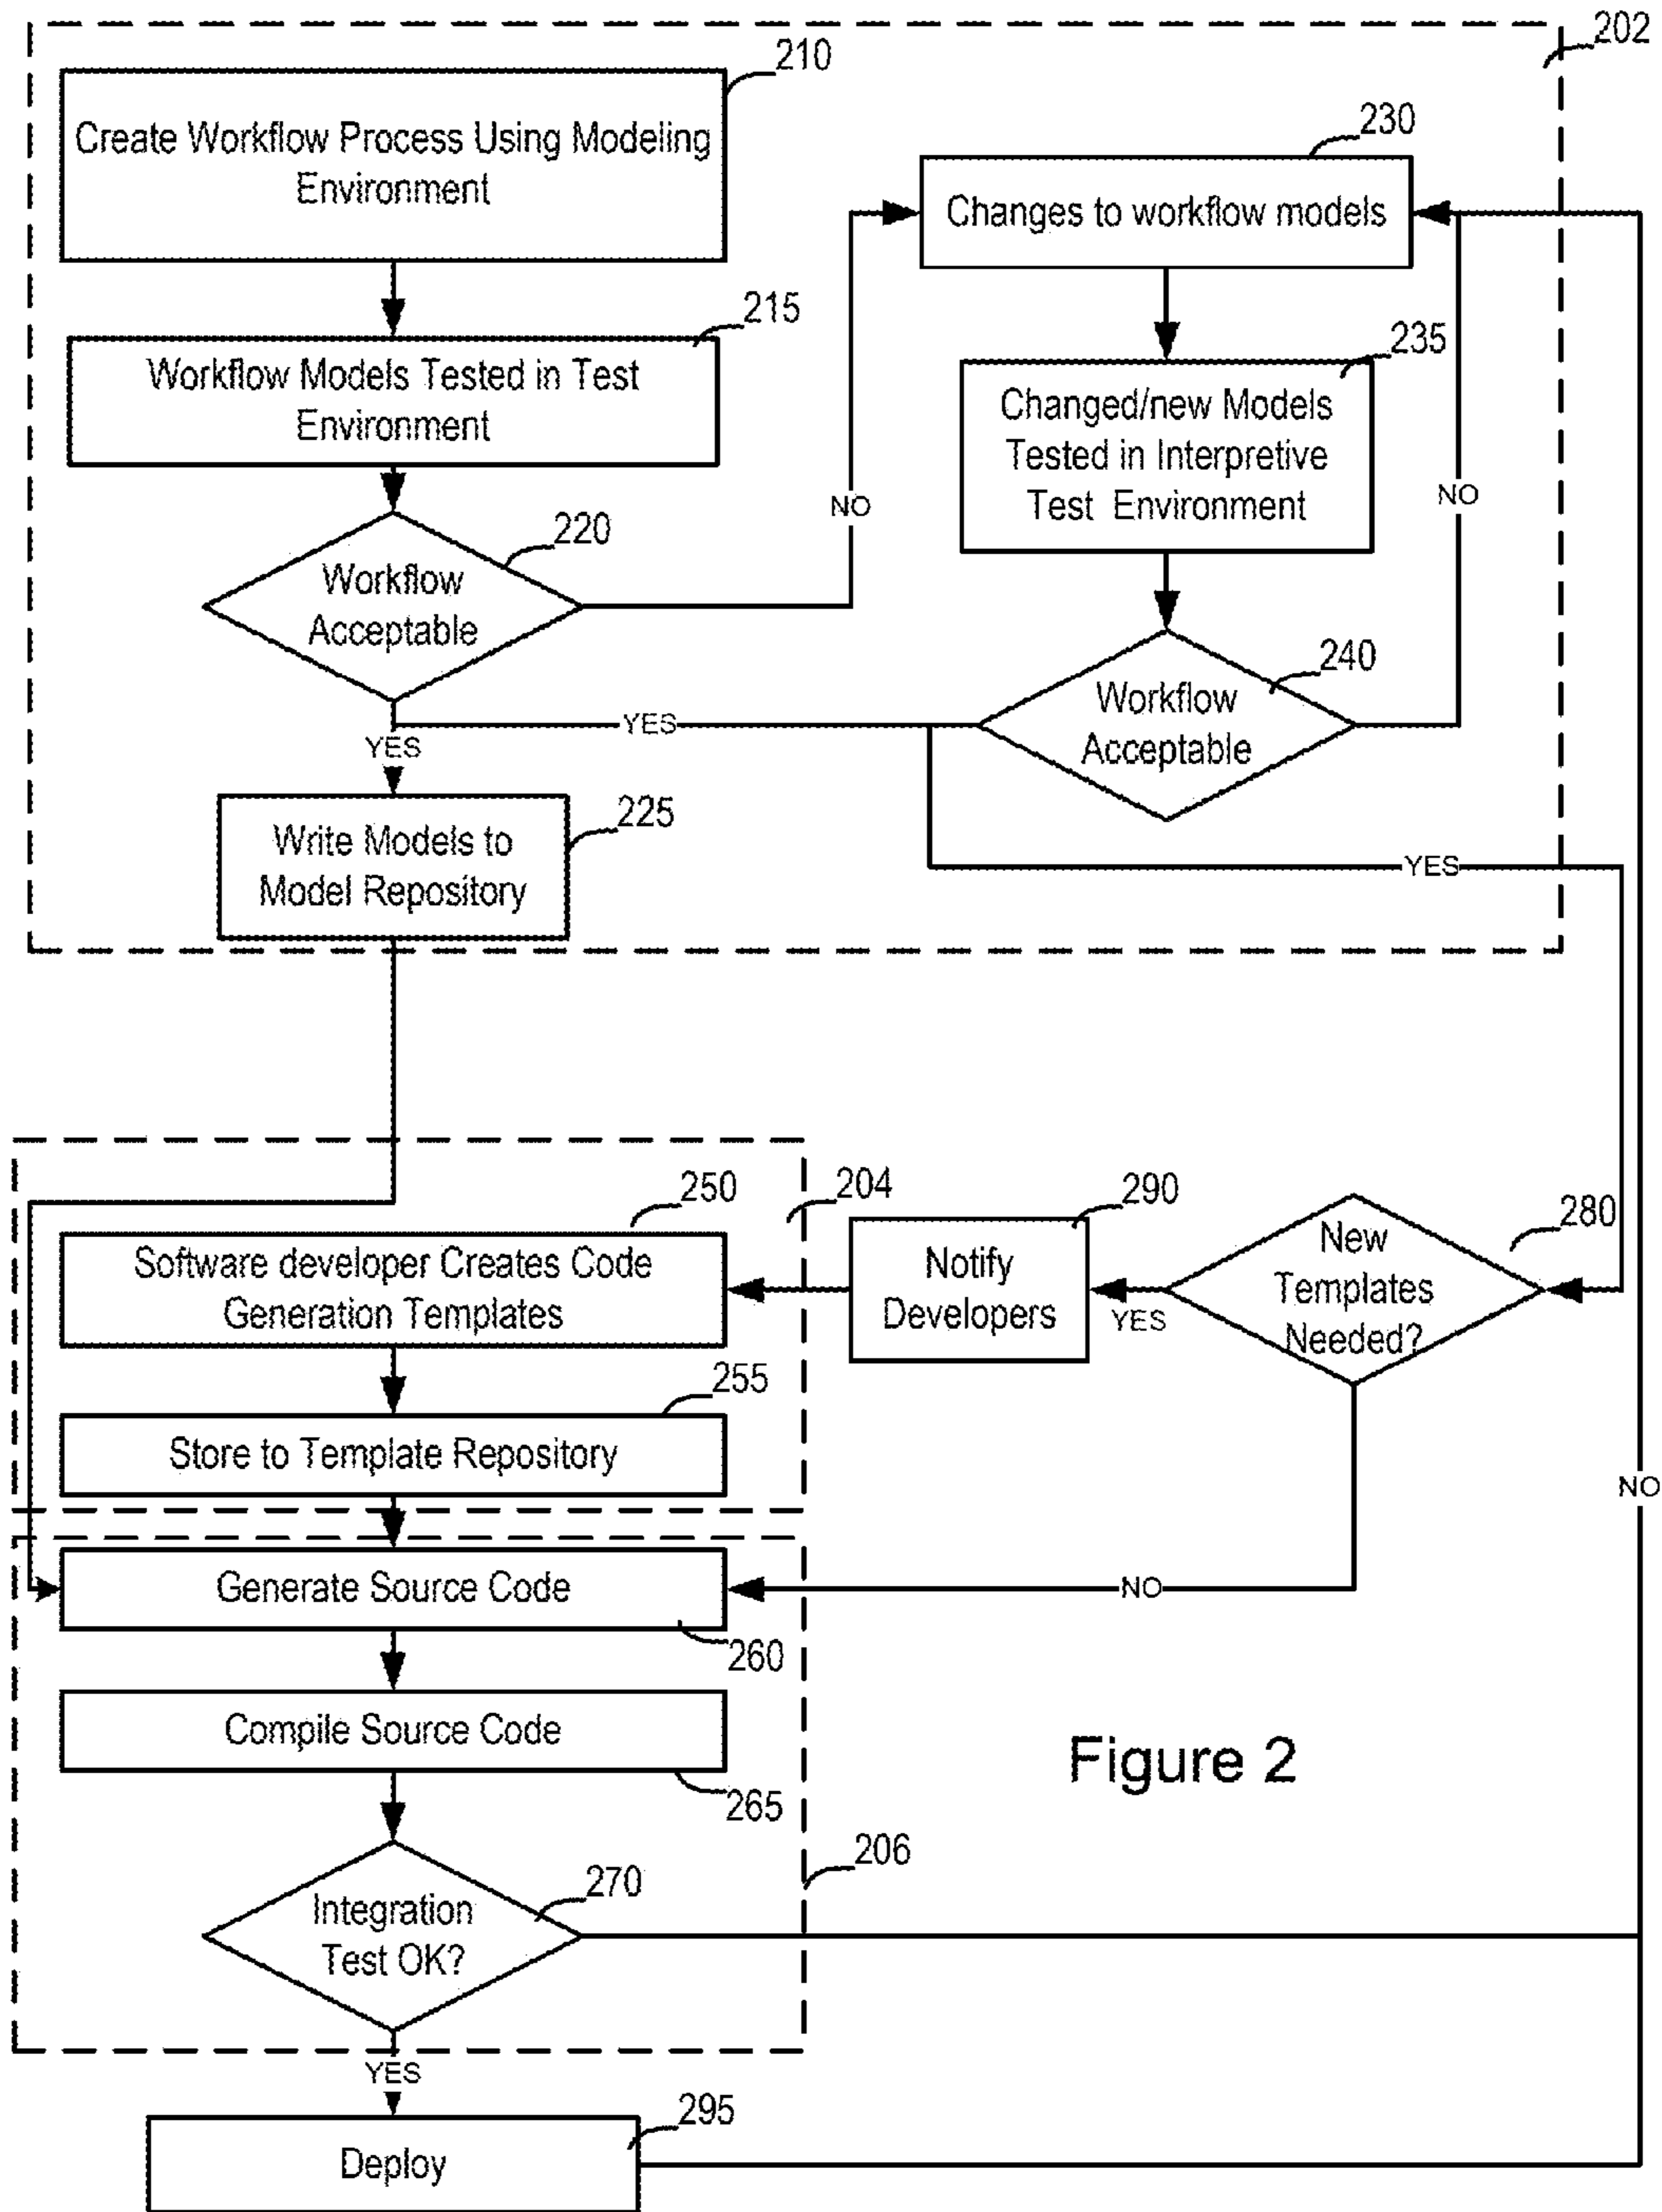 202
210
Create Workflow Process Using Modeling
Environment
230
Changes to workflow models
215
Workflow Models Tested in Test
Environment
235
Changed/new Models
Tested in Interpretive
Test Environment
NO
NO
220
Workflow
Acceptable
240
Workflow
Acceptable
YES
YES
225
Write Models to
Model Repository
YES
250
204
290
280
Software developer Creates Code
Generation Templates
Notify
Developers
YES
New
Templates
Needed?
255
Store to Template Repository
NO
Generate Source Code
NO
260
Compile Source Code
265
Figure 2
206
270
Integration
Test OK?
YES
295
Deploy